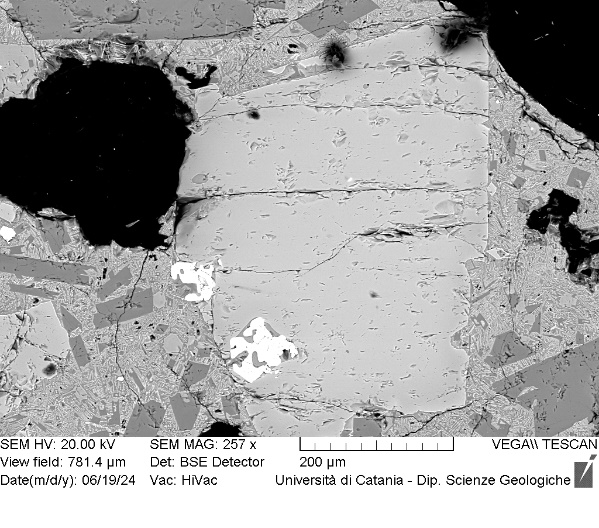 SEM HV: 20.00 kV SEM MAG: 257 x VEGA\\ TESCAN
View field: 781.4 µm Det: BSE Detector 200 µm
Date(m/d/y): 06/19/24 Vac: HiVac Università di Catania - Dip. Scienze Geologiche